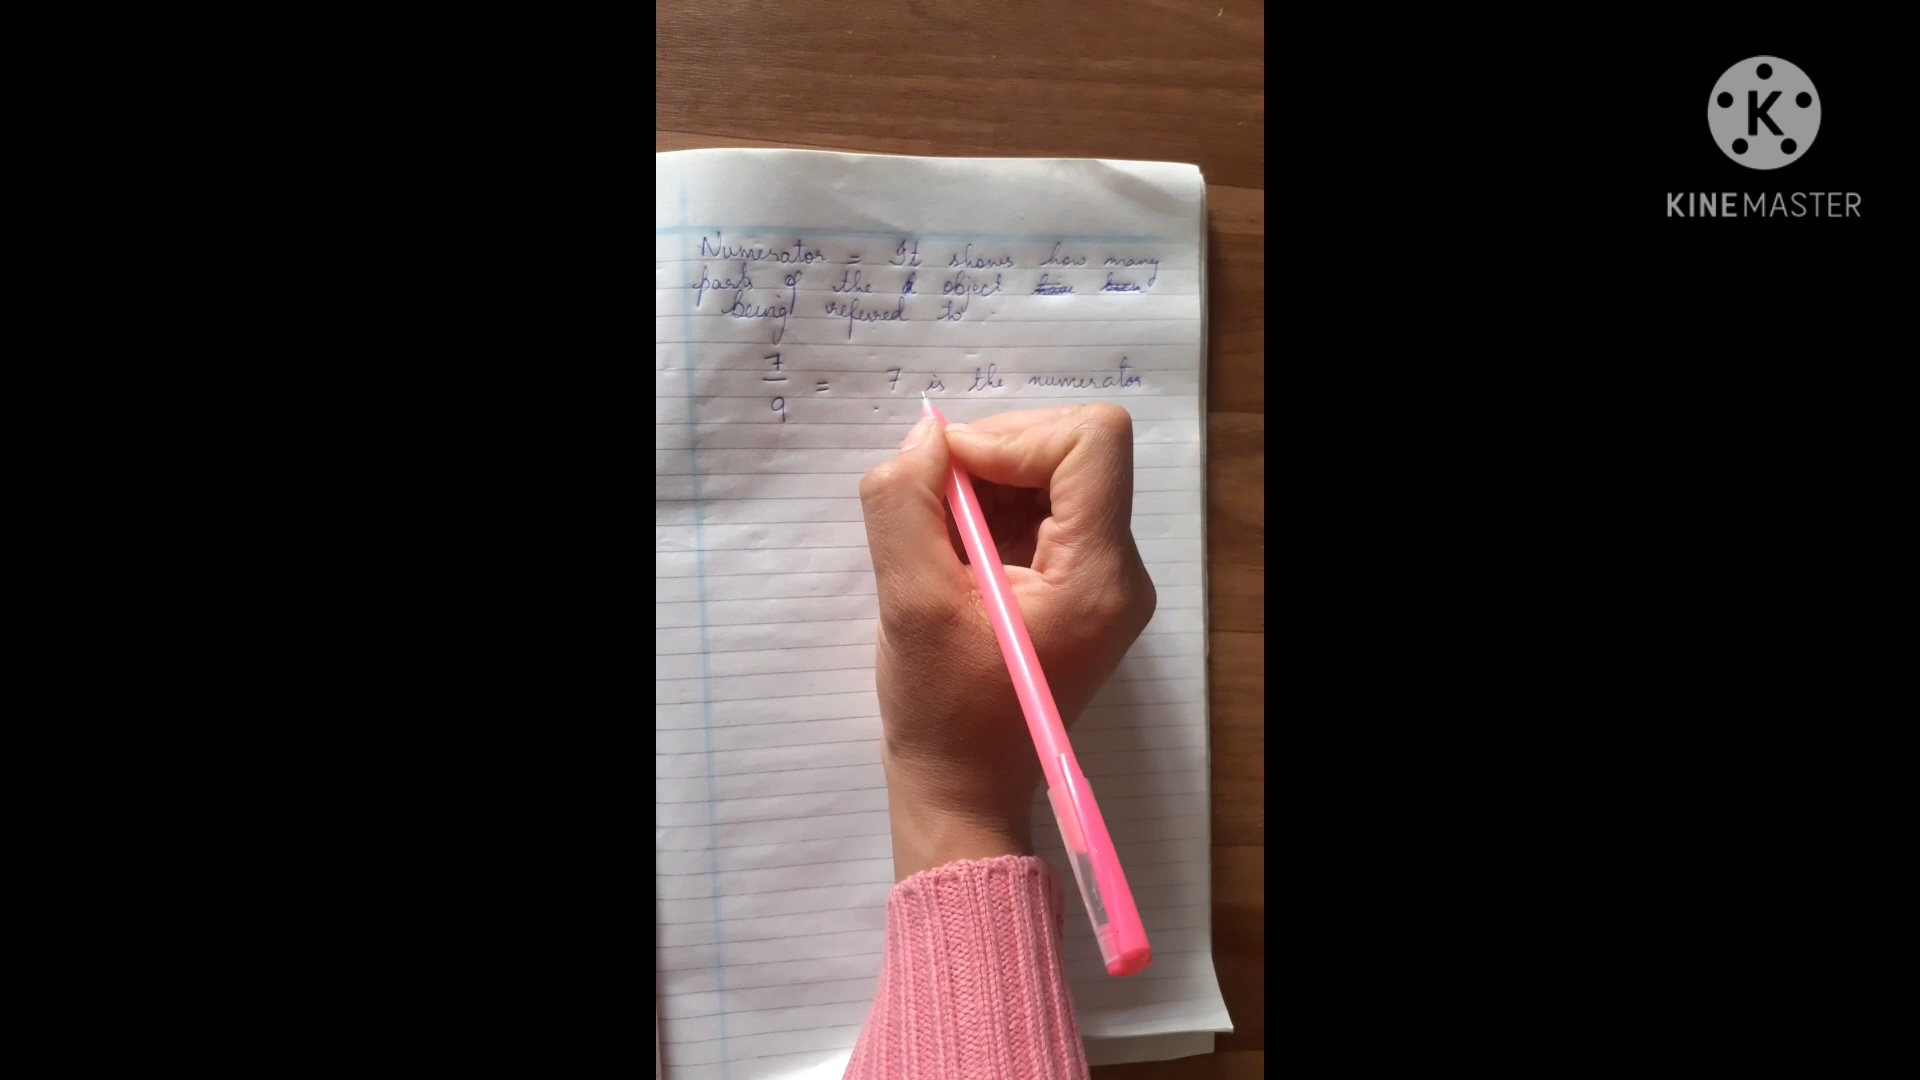 Numerator = It shows how many
parts of the object
being referred to.
7
9
= 7 is the numerator
K
KINEMASTER